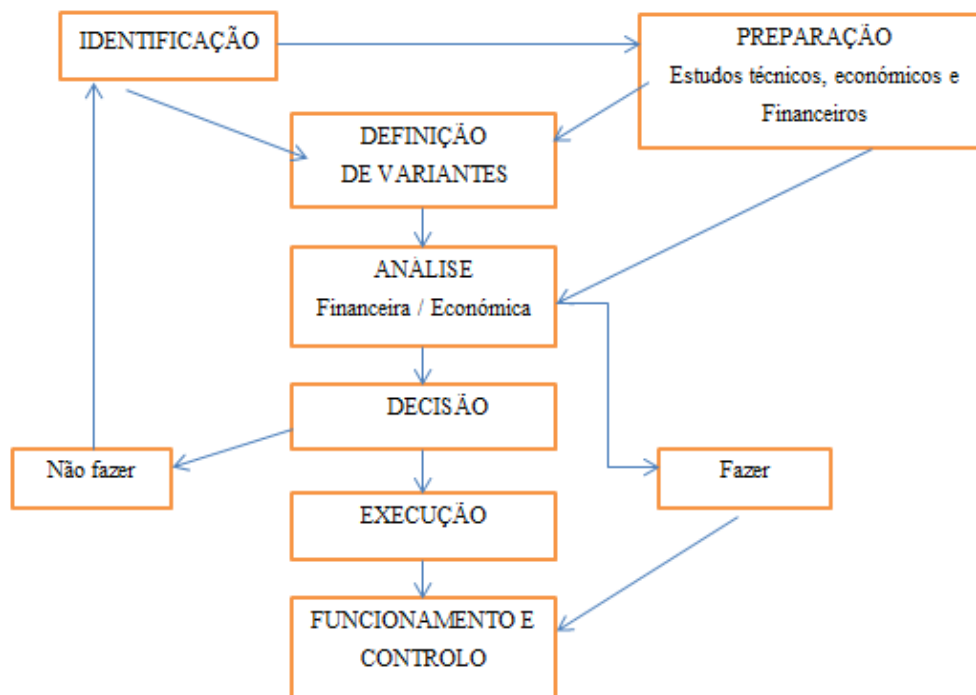 IDENTIFICAÇÃO
PREPARAÇÃO
Estudos técnicos, económicos e
Financeiros
DEFINIÇÃO
DE VARIANTES
ANÁLISE
Financeira / Económica
DECISÃO
Não fazer
Fazer
EXECUÇÃO
FUNCIONAMENTO E
CONTROLO